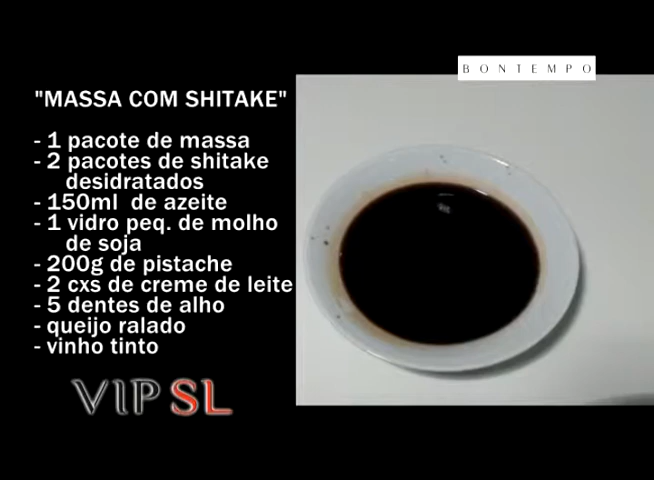 BONTEMPO
"MASSA COM SHITAKE"
- 1 pacote de massa
- 2 pacotes de shitake
desidratados
- 150ml de azeite
- 1 vidro peq. de molho
de soja
- 200g de pistache
- 2 cxs de creme de leite
- 5 dentes de alho
- queijo ralado
- vinho tinto
VIP SL